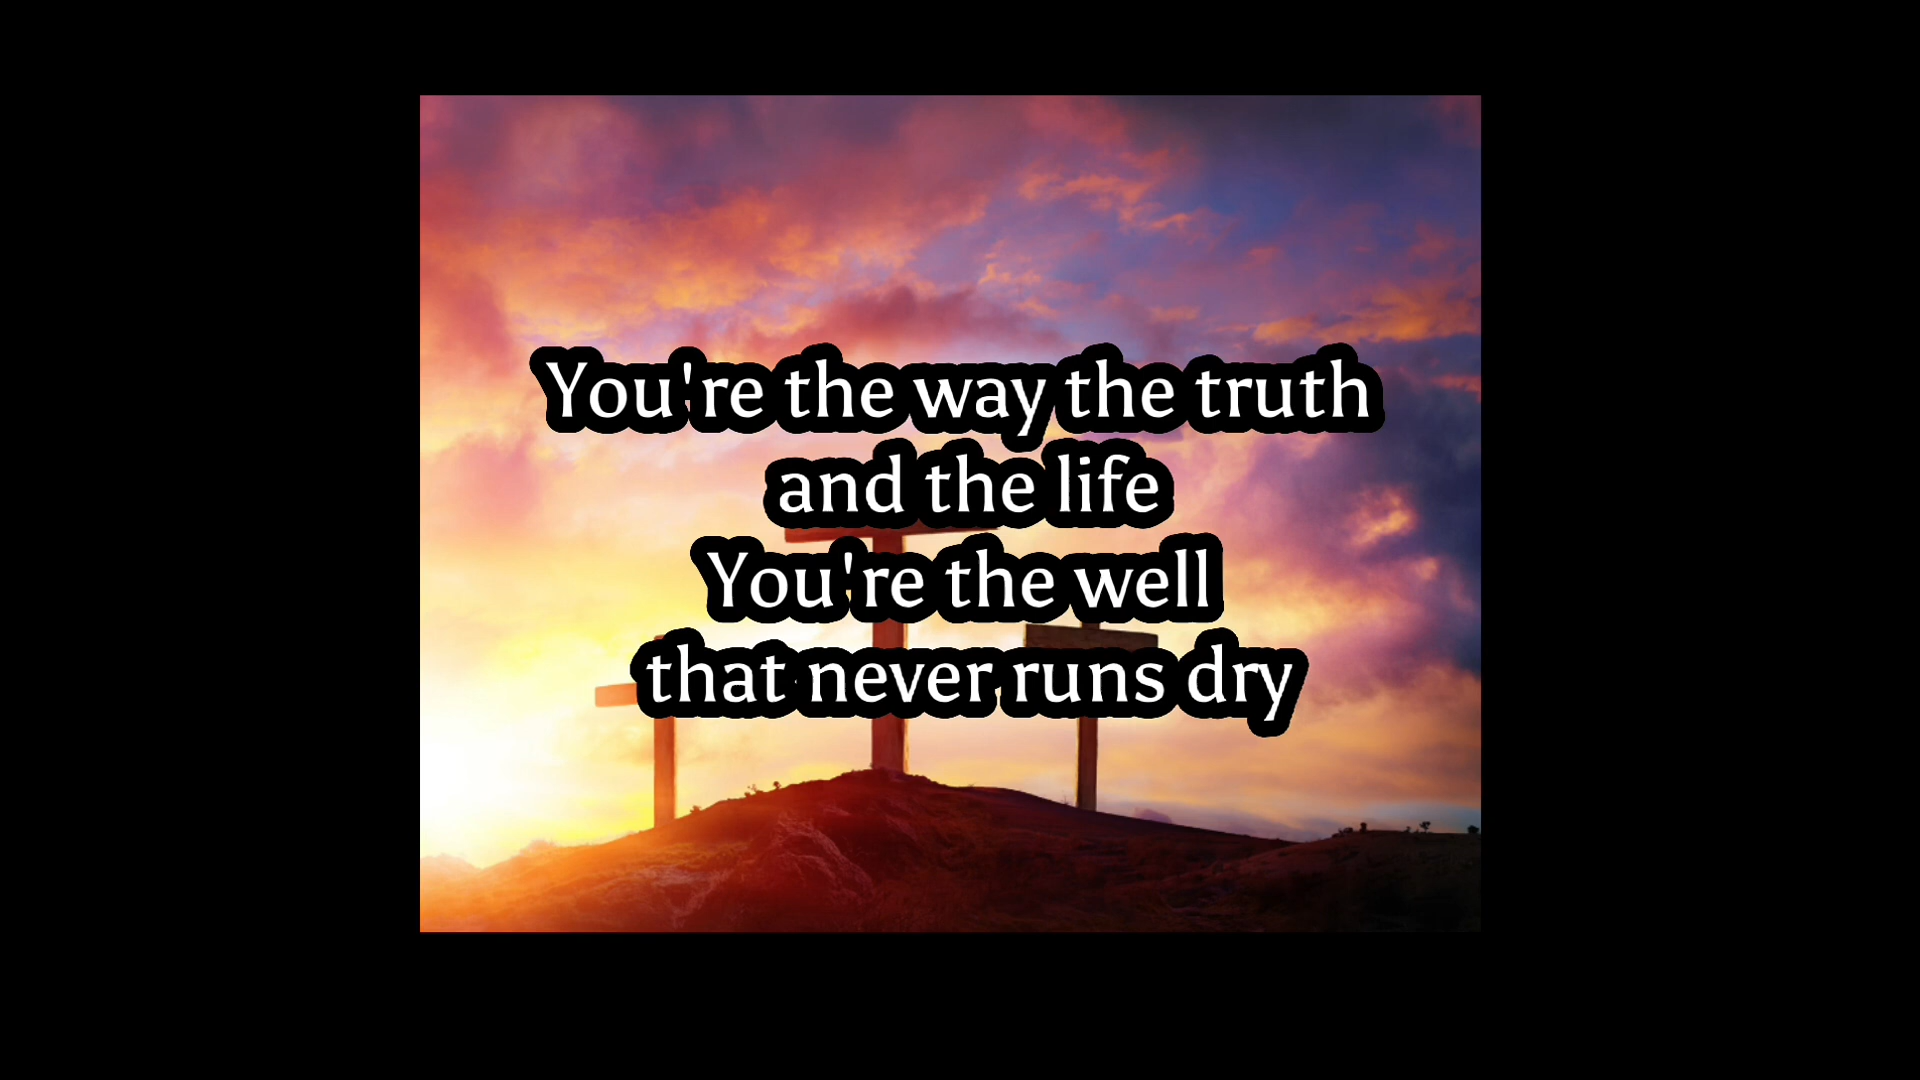 You're the way the truth
and the life
You're the well
that never runs dry